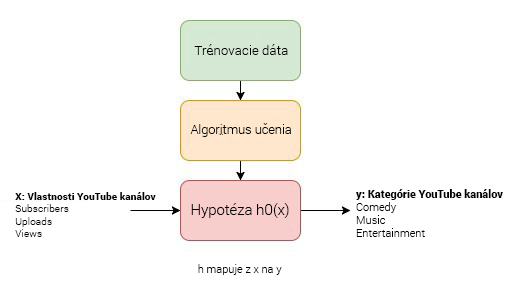 Trénovacie dáta
Algoritmus učenia
X: Vlastnosti YouTube kanálov
Subscribers
Uploads
Views
Hypotéza h0(x)
y: Kategórie YouTube kanálov
Comedy
Music
Entertainment
h mapuje z x na y